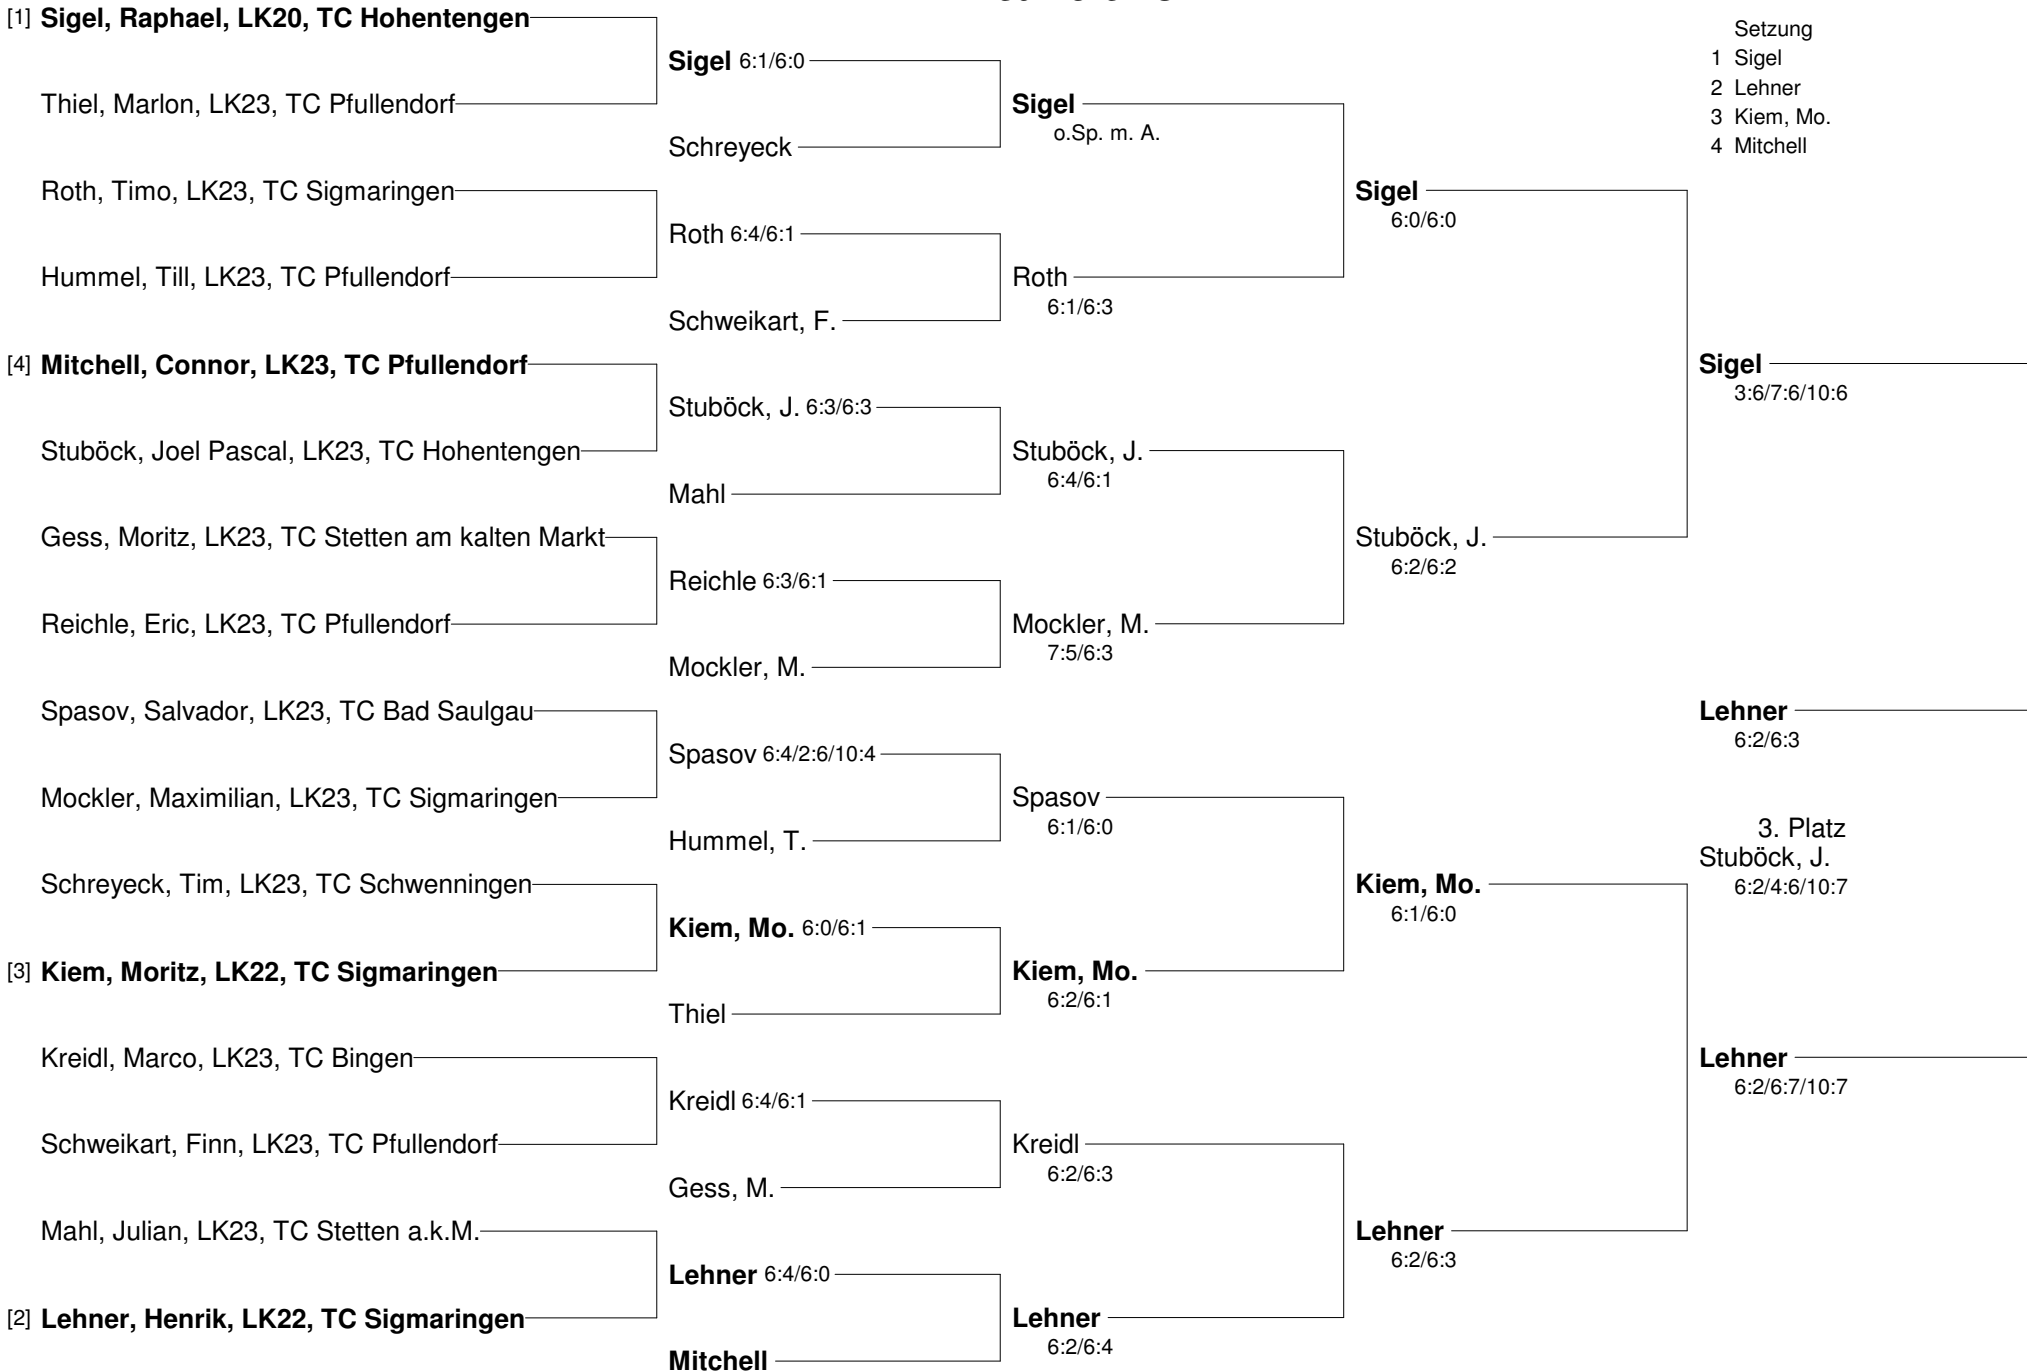 [1] Sigel, Raphael, LK20, TC Hohentengen
Thiel, Marlon, LK23, TC Pfullendorf
Roth, Timo, LK23, TC Sigmaringen
Hummel, Till, LK23, TC Pfullendorf
[4] Mitchell, Connor, LK23, TC Pfullendorf
Stuböck, Joel Pascal, LK23, TC Hohentengen
Gess, Moritz, LK23, TC Stetten am kalten Markt
Reichle, Eric, LK23, TC Pfullendorf
Spasov, Salvador, LK23, TC Bad Saulgau
Mockler, Maximilian, LK23, TC Sigmaringen
Schreyeck, Tim, LK23, TC Schwenningen
[3] Kiem, Moritz, LK22, TC Sigmaringen
Kreidl, Marco, LK23, TC Bingen
Schweikart, Finn, LK23, TC Pfullendorf
Mahl, Julian, LK23, TC Stetten a.k.M.
[2] Lehner, Henrik, LK22, TC Sigmaringen
Sigel 6:1/6:0
Schreyeck
Roth 6:4/6:1
Schweikart, F.
Stuböck, J. 6:3/6:3
Mahl
Reichle 6:3/6:1
Mockler, M.
Spasov 6:4/2:6/10:4
Hummel, T.
Kiem, Mo. 6:0/6:1
Thiel
Kreidl 6:4/6:1
Gess, M.
Lehner 6:4/6:0
Mitchell
Sigel
o.Sp. m. A.
Roth
6:1/6:3
Stuböck, J.
6:4/6:1
Mockler, M.
7:5/6:3
Spasov
6:1/6:0
Kiem, Mo.
6:2/6:1
Kreidl
6:2/6:3
Lehner
6:2/6:4
Sigel
6:0/6:0
Stuböck, J.
6:2/6:2
Kiem, Mo.
6:1/6:0
Lehner
6:2/6:3
Setzung
1 Sigel
2 Lehner
3 Kiem, Mo.
4 Mitchell
Sigel
3:6/7:6/10:6
Lehner
6:2/6:3
3. Platz
Stuböck, J.
6:2/4:6/10:7
Lehner
6:2/6:7/10:7